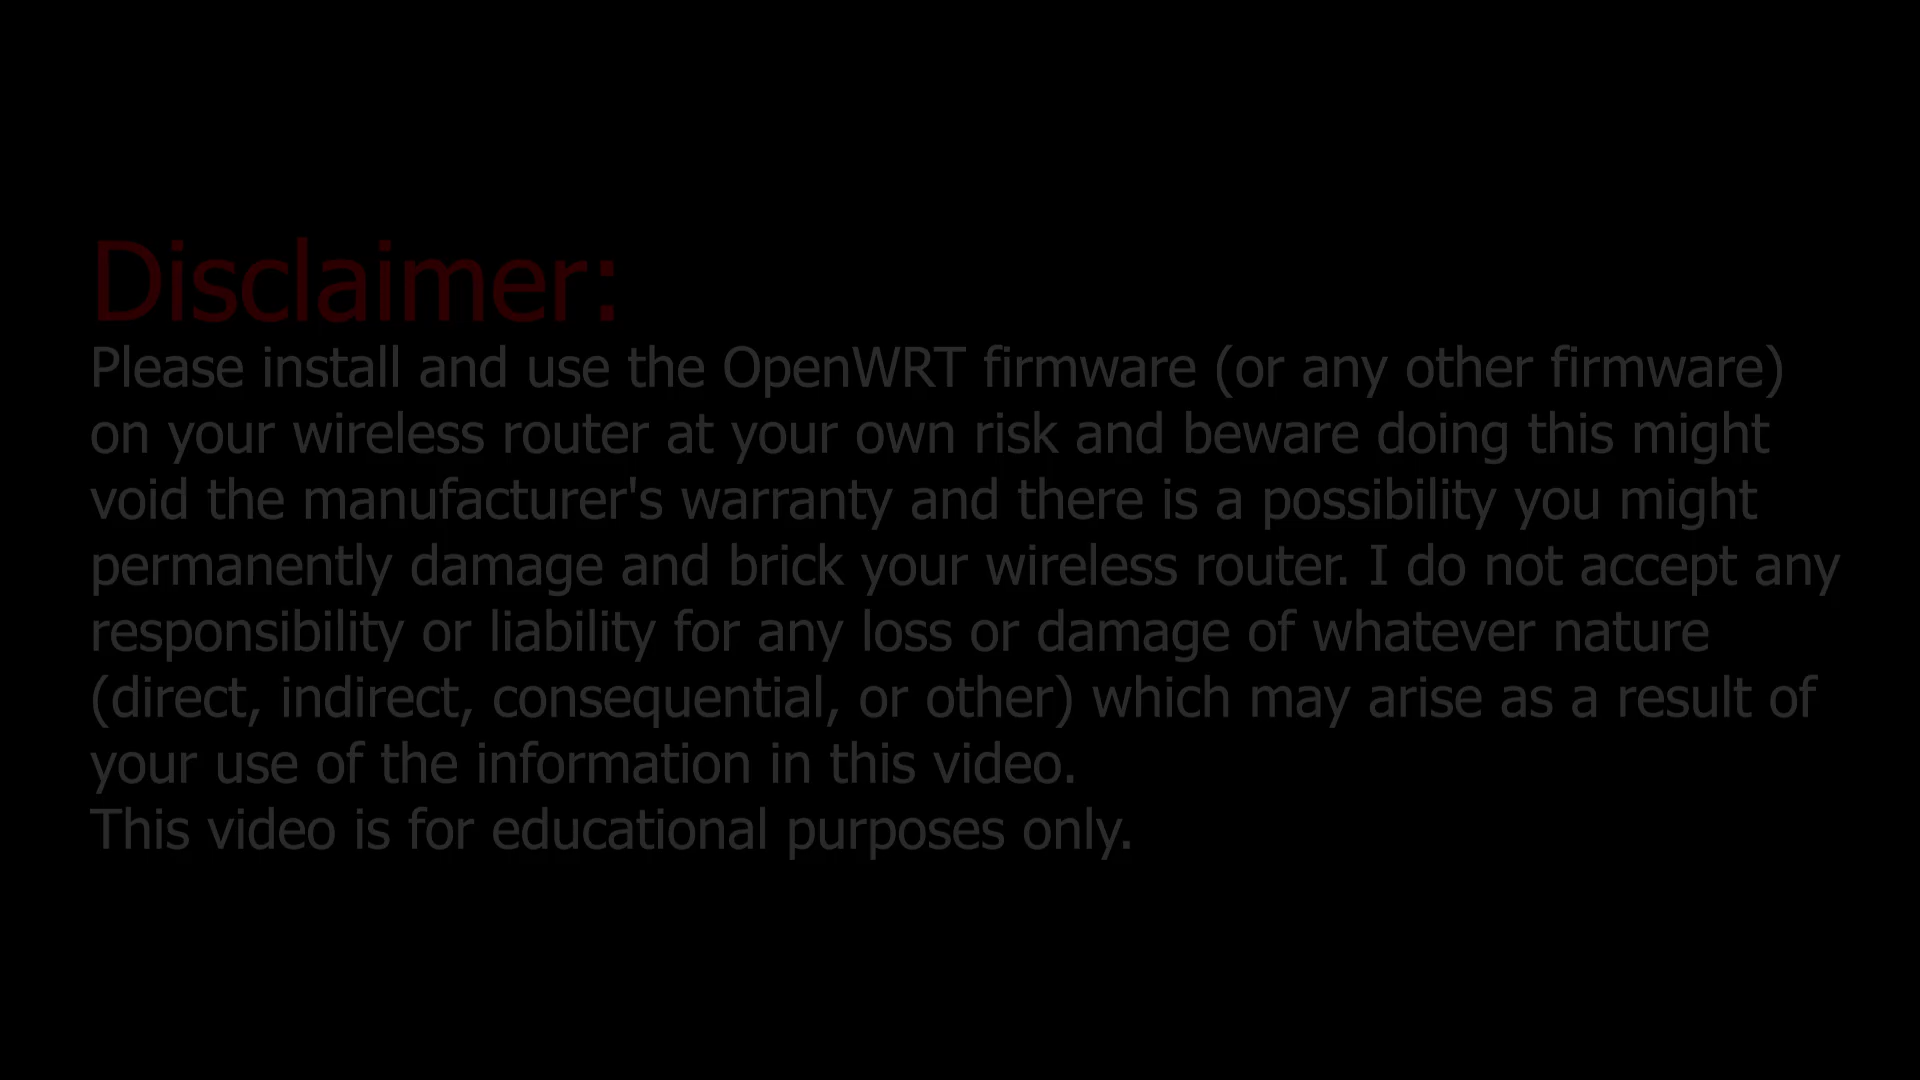 Disclaimer:
Please install and use the OpenWRT firmware (or any other firmware)
on your wireless router at your own risk and beware doing this might
void the manufacturer's warranty and there is a possibility you might
permanently damage and brick your wireless router. I do not accept any
responsibility or liability for any loss or damage of whatever nature
(direct, indirect, consequential, or other) which may arise as a result of
your use of the information in this video.
This video is for educational purposes only.